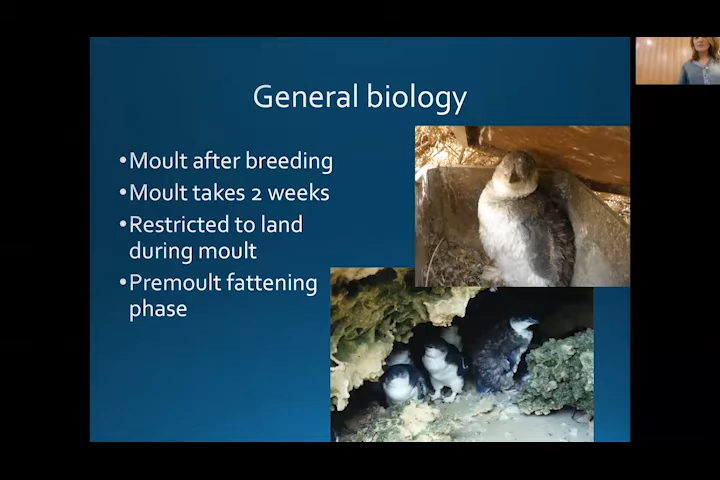 General biology
•Moult after breeding
•Moult takes 2 weeks
•Restricted to land
during moult
•Premoult fattening
phase